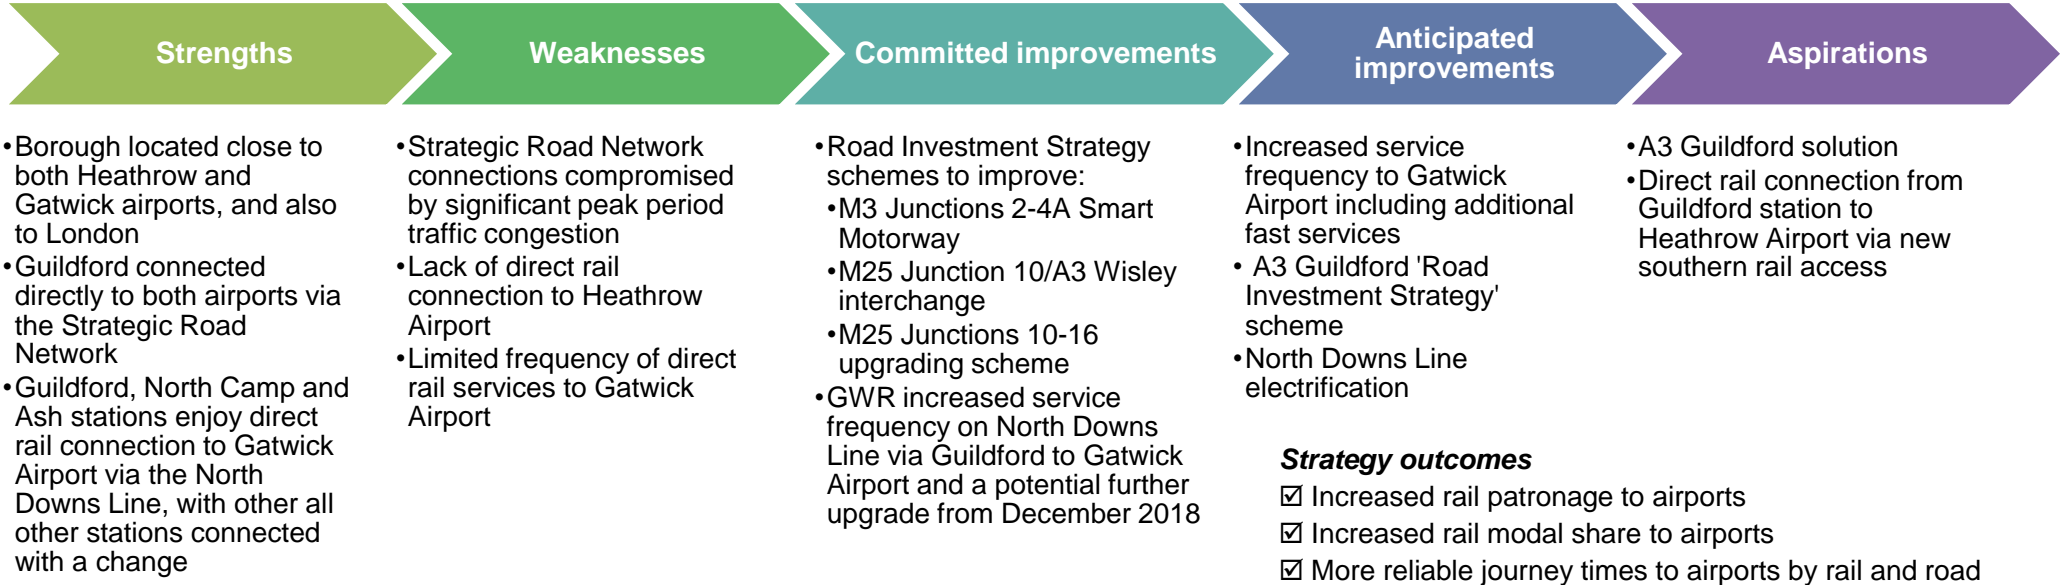 Strengths
Weaknesses
Committed improvements
Anticipated
improvements
Aspirations
•Borough located close to
both Heathrow and
Gatwick airports, and also
to London
•Guildford connected
directly to both airports via
the Strategic Road
Network
•Guildford, North Camp and
Ash stations enjoy direct
rail connection to Gatwick
Airport via the North
Downs Line, with other all
other stations connected
with a change
•Strategic Road Network
connections compromised
by significant peak period
traffic congestion
•Lack of direct rail
connection to Heathrow
Airport
•Limited frequency of direct
rail services to Gatwick
Airport
•Road Investment Strategy
schemes to improve:
•M3 Junctions 2-4A Smart
Motorway
•M25 Junction 10/A3 Wisley
interchange
•M25 Junctions 10-16
upgrading scheme
•GWR increased service
frequency on North Downs
Line via Guildford to Gatwick
Airport and a potential further
upgrade from December 2018
•Increased service
frequency to Gatwick
Airport including additional
fast services
• A3 Guildford 'Road
Investment Strategy'
scheme
•North Downs Line
electrification
•A3 Guildford solution
•Direct rail connection from
Guildford station to
Heathrow Airport via new
southern rail access
Strategy outcomes
☑ Increased rail patronage to airports
☑ Increased rail modal share to airports
☑ More reliable journey times to airports by rail and road